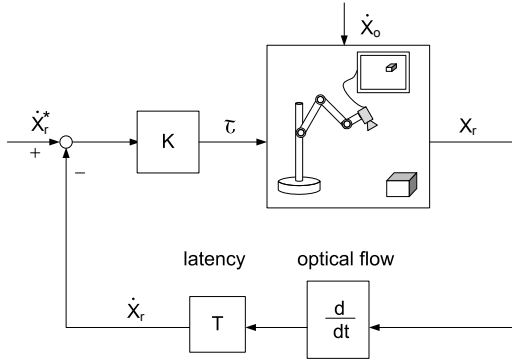 Ẋₒ
Ẋᵣ*
+
−
K
τ
Xᵣ
latency
optical flow
Ẋᵣ
T
d
dt